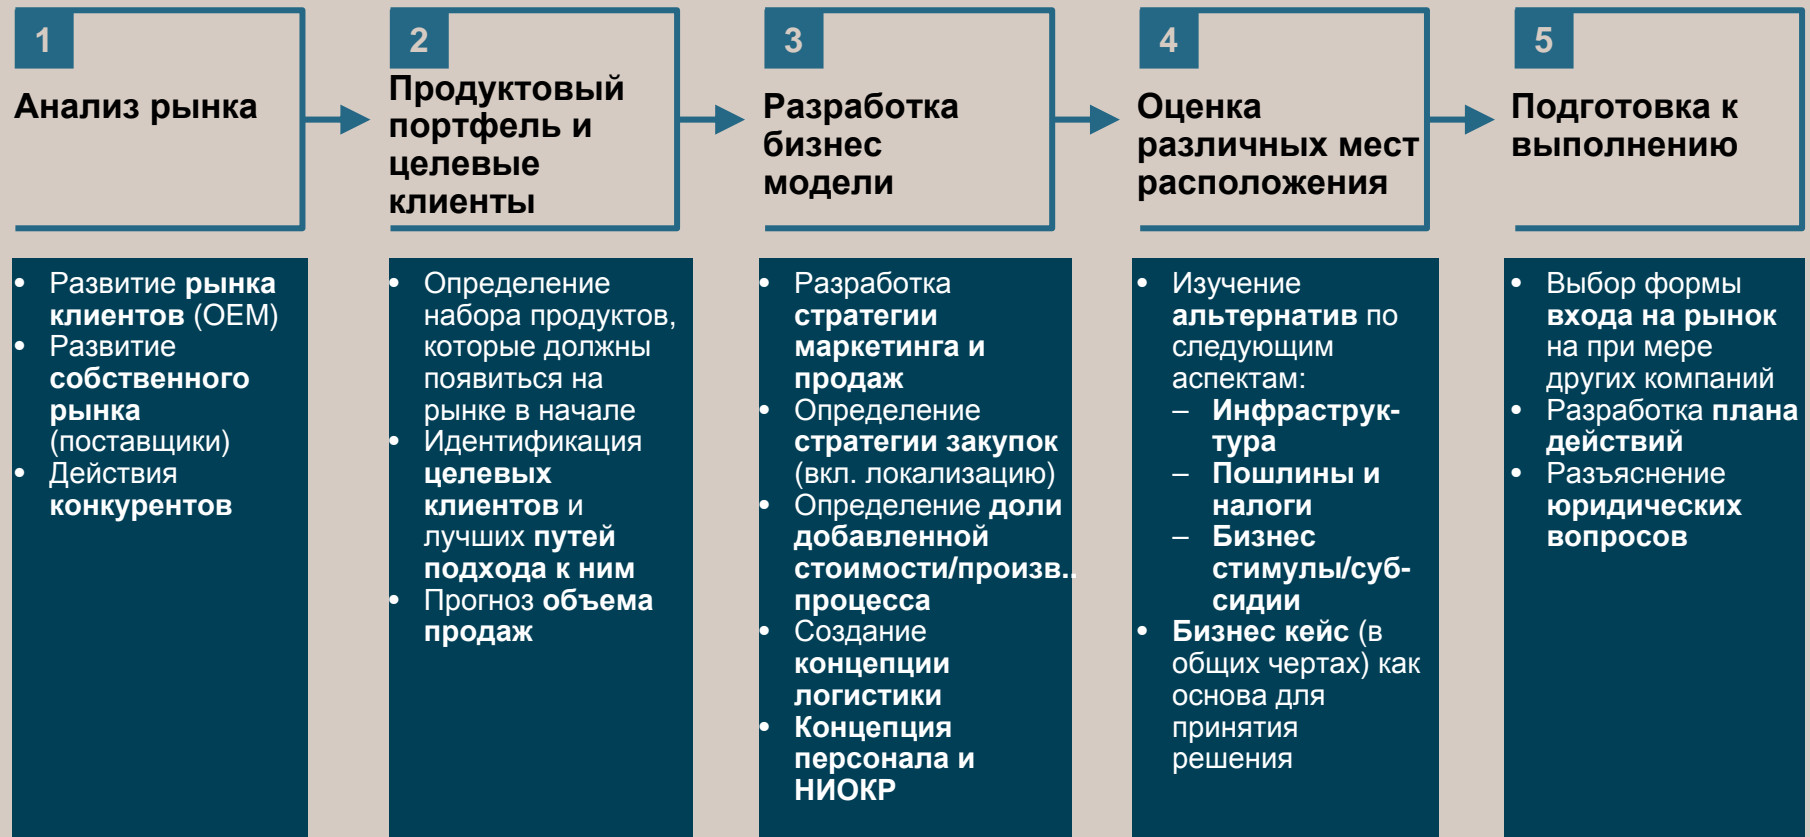 1
Анализ рынка
2
Продуктовый
портфель и
целевые
клиенты
3
Разработка
бизнес
модели
4
Оценка
различных мест
расположения
5
Подготовка к
выполнению
• Развитие рынка
клиентов (OEM)
• Развитие
собственного
рынка
(поставщики)
• Действия
конкурентов
• Определение
набора продуктов,
которые должны
появиться на
рынке в начале
• Идентификация
целевых
клиентов и
лучших путей
подхода к ним
• Прогноз объема
продаж
• Разработка
стратегии
маркетинга и
продаж
• Определение
стратегии закупок
(вкл. локализацию)
• Определение доли
добавленной
стоимости/произв..
процесса
• Создание
концепции
логистики
• Концепция
персонала и
НИОКР
• Изучение
альтернатив по
следующим
аспектам:
– Инфраструк-
тура
– Пошлины и
налоги
– Бизнес
стимулы/суб-
сидии
• Бизнес кейс (в
общих чертах) как
основа для
принятия
решения
• Выбор формы
входа на рынок
на при мере
других компаний
• Разработка плана
действий
• Разъяснение
юридических
вопросов